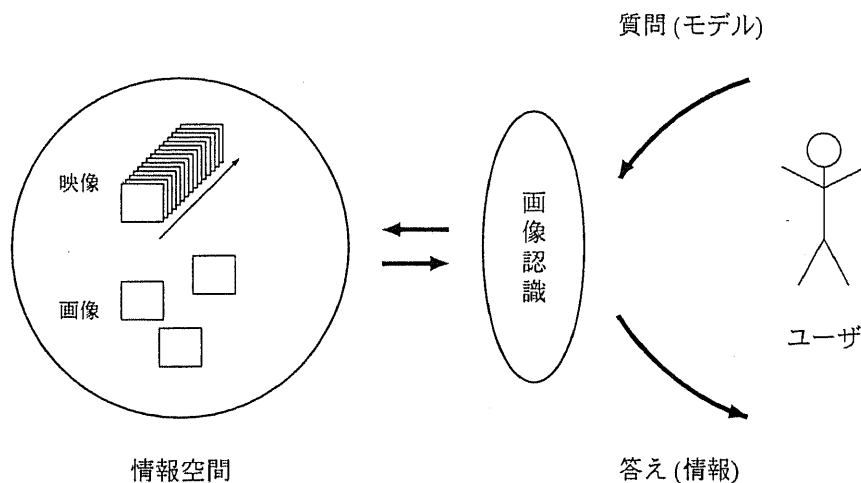 質問 (モデル)
映像
画像
画像認識
ユーザ
情報空間
答え (情報)